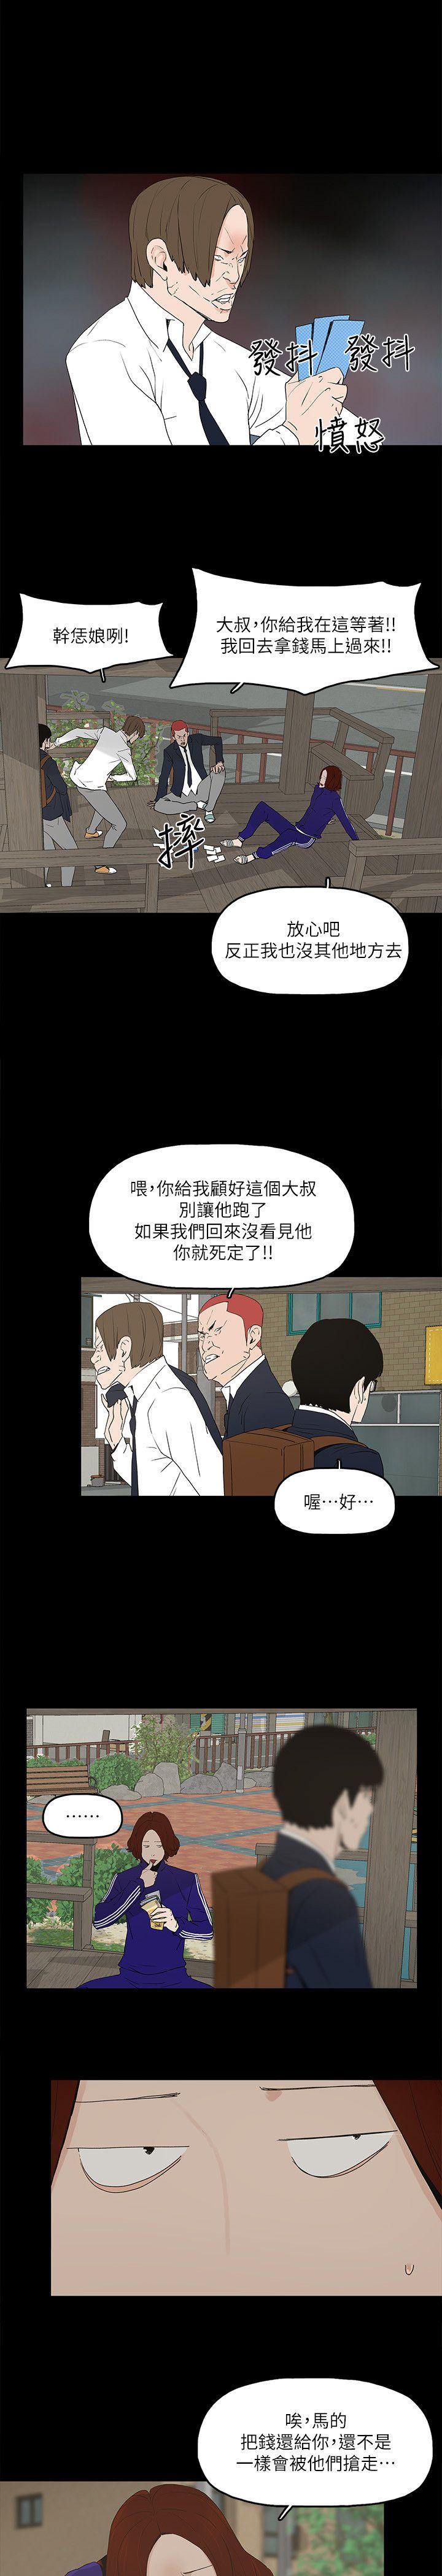 發抖
發抖
憤怒
幹恁娘咧!
大叔，你給我在這等著!!
我回去拿錢馬上過來!!
摔
放心吧
反正我也沒其他地方去
喂，你給我顧好這個大叔
別讓他跑了
如果我們回來沒看見他
你就死定了!!
喔…好…
……
唉，馬的
把錢還給你，還不是
一樣會被他們搶走…